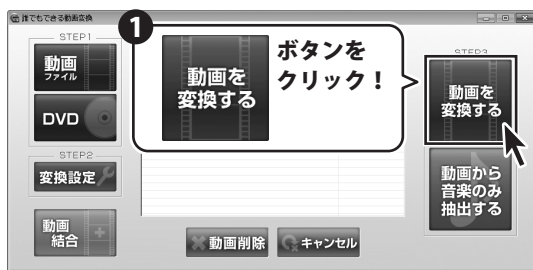 誰でもできる動画変換
STEP1
動画
ファイル
DVD
STEP2
変換設定
動画
結合
1
動画を
変換する
ボタンを
クリック！
動画削除
キャンセル
STEP3
動画を
変換する
動画から
音楽のみ
抽出する